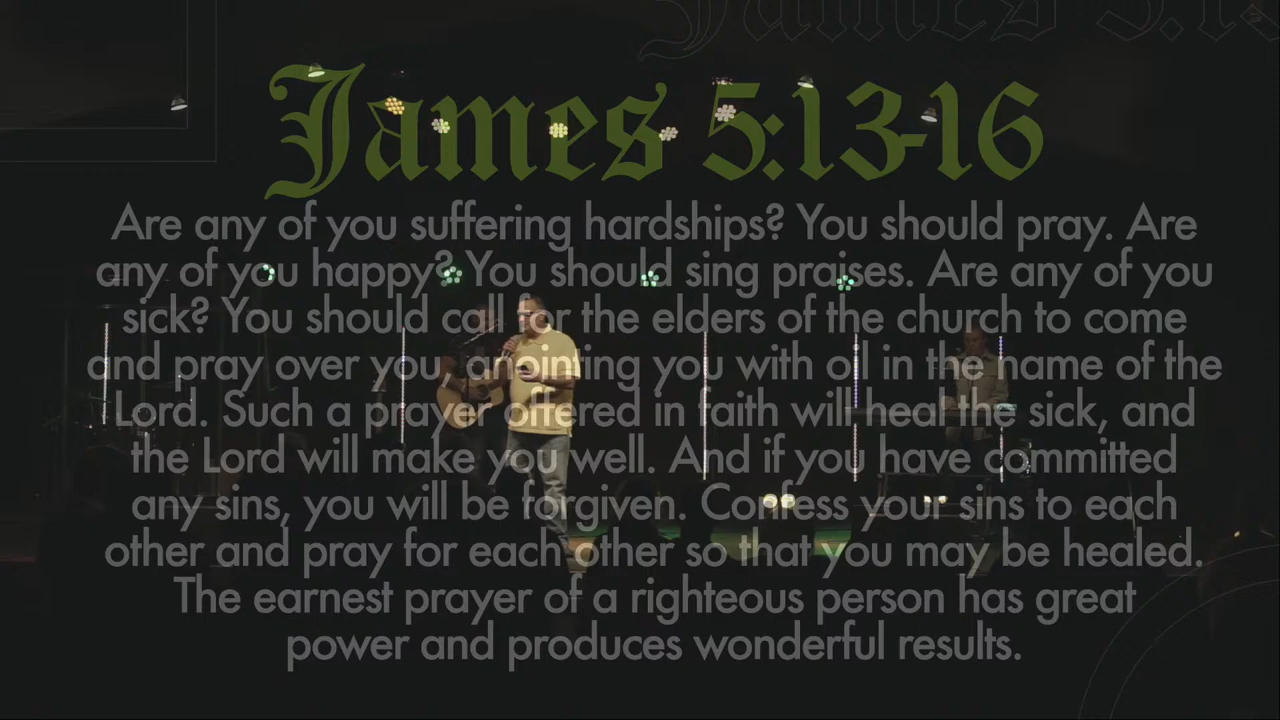 James 5:13-16
James 5:13-16
Are any of you suffering hardships? You should pray. Are
any of you happy? You should sing praises. Are any of you
sick? You should call for the elders of the church to come
and pray over you, anointing you with oil in the name of the
Lord. Such a prayer offered in faith will heal the sick, and
the Lord will make you well. And if you have committed
any sins, you will be forgiven. Confess your sins to each
other and pray for each other so that you may be healed.
The earnest prayer of a righteous person has great
power and produces wonderful results.